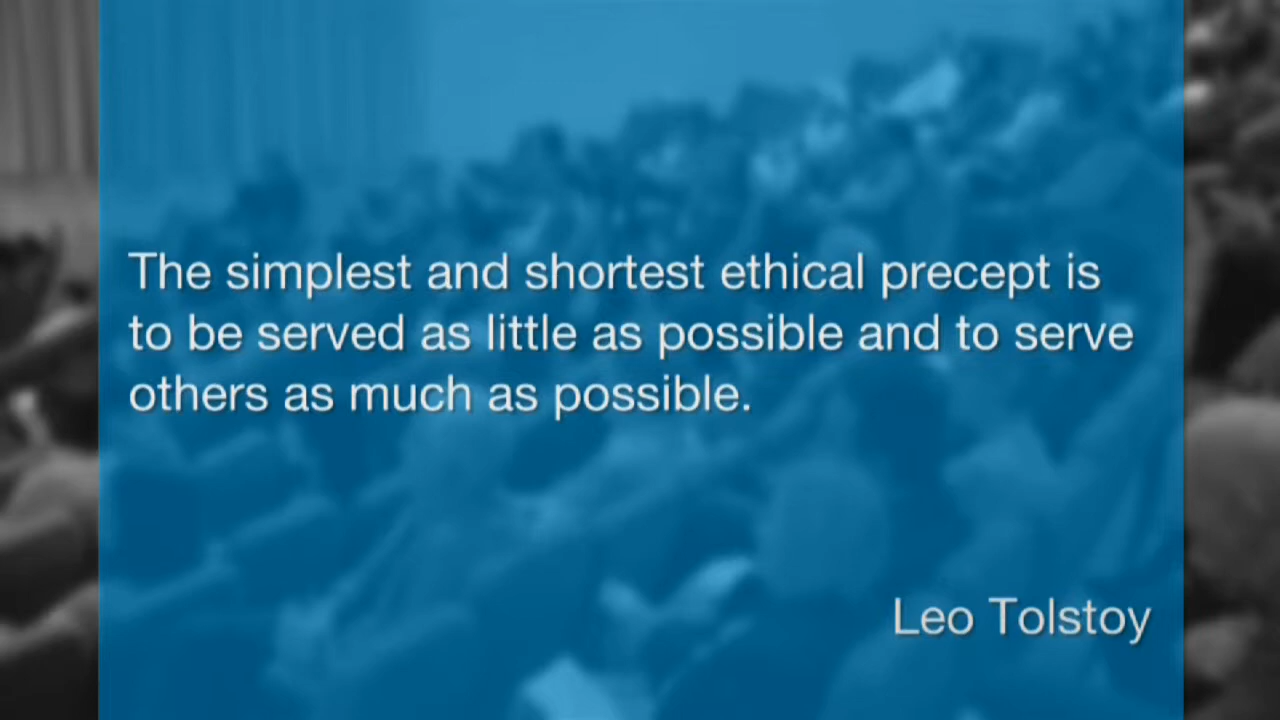 The simplest and shortest ethical precept is
to be served as little as possible and to serve
others as much as possible.
Leo Tolstoy